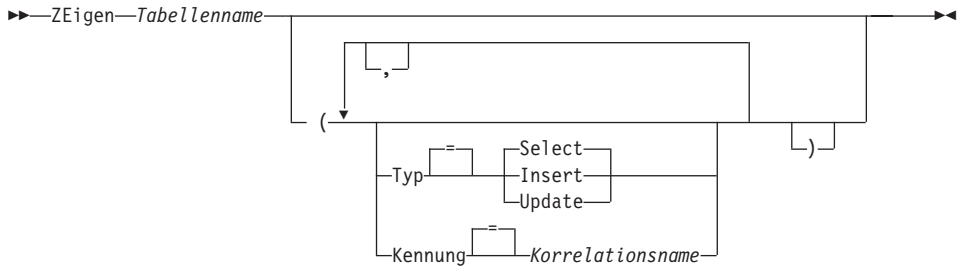 ZEigen Tabellenname
,
(
)
Typ = Select
Insert
Update
Kennung = Korrelationsname